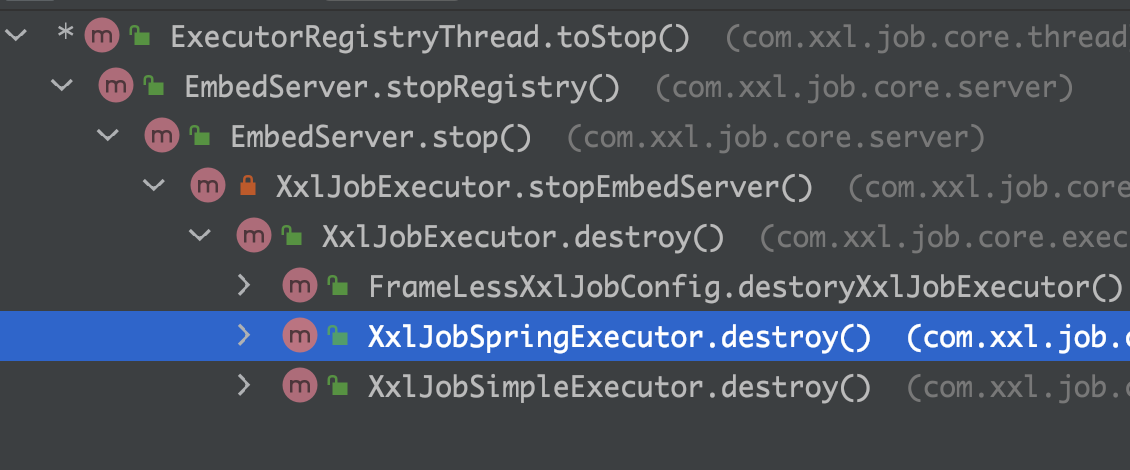 * m ExecutorRegistryThread.toStop() (com.xxl.job.core.thread
m EmbedServer.stopRegistry() (com.xxl.job.core.server)
m EmbedServer.stop() (com.xxl.job.core.server)
m XxlJobExecutor.stopEmbedServer() (com.xxl.job.core
m XxlJobExecutor.destroy() (com.xxl.job.core.exec
m FrameLessXxlJobConfig.destoryXxlJobExecutor()
m XxlJobSpringExecutor.destroy() (com.xxl.job.c
m XxlJobSimpleExecutor.destroy() (com.xxl.job.c